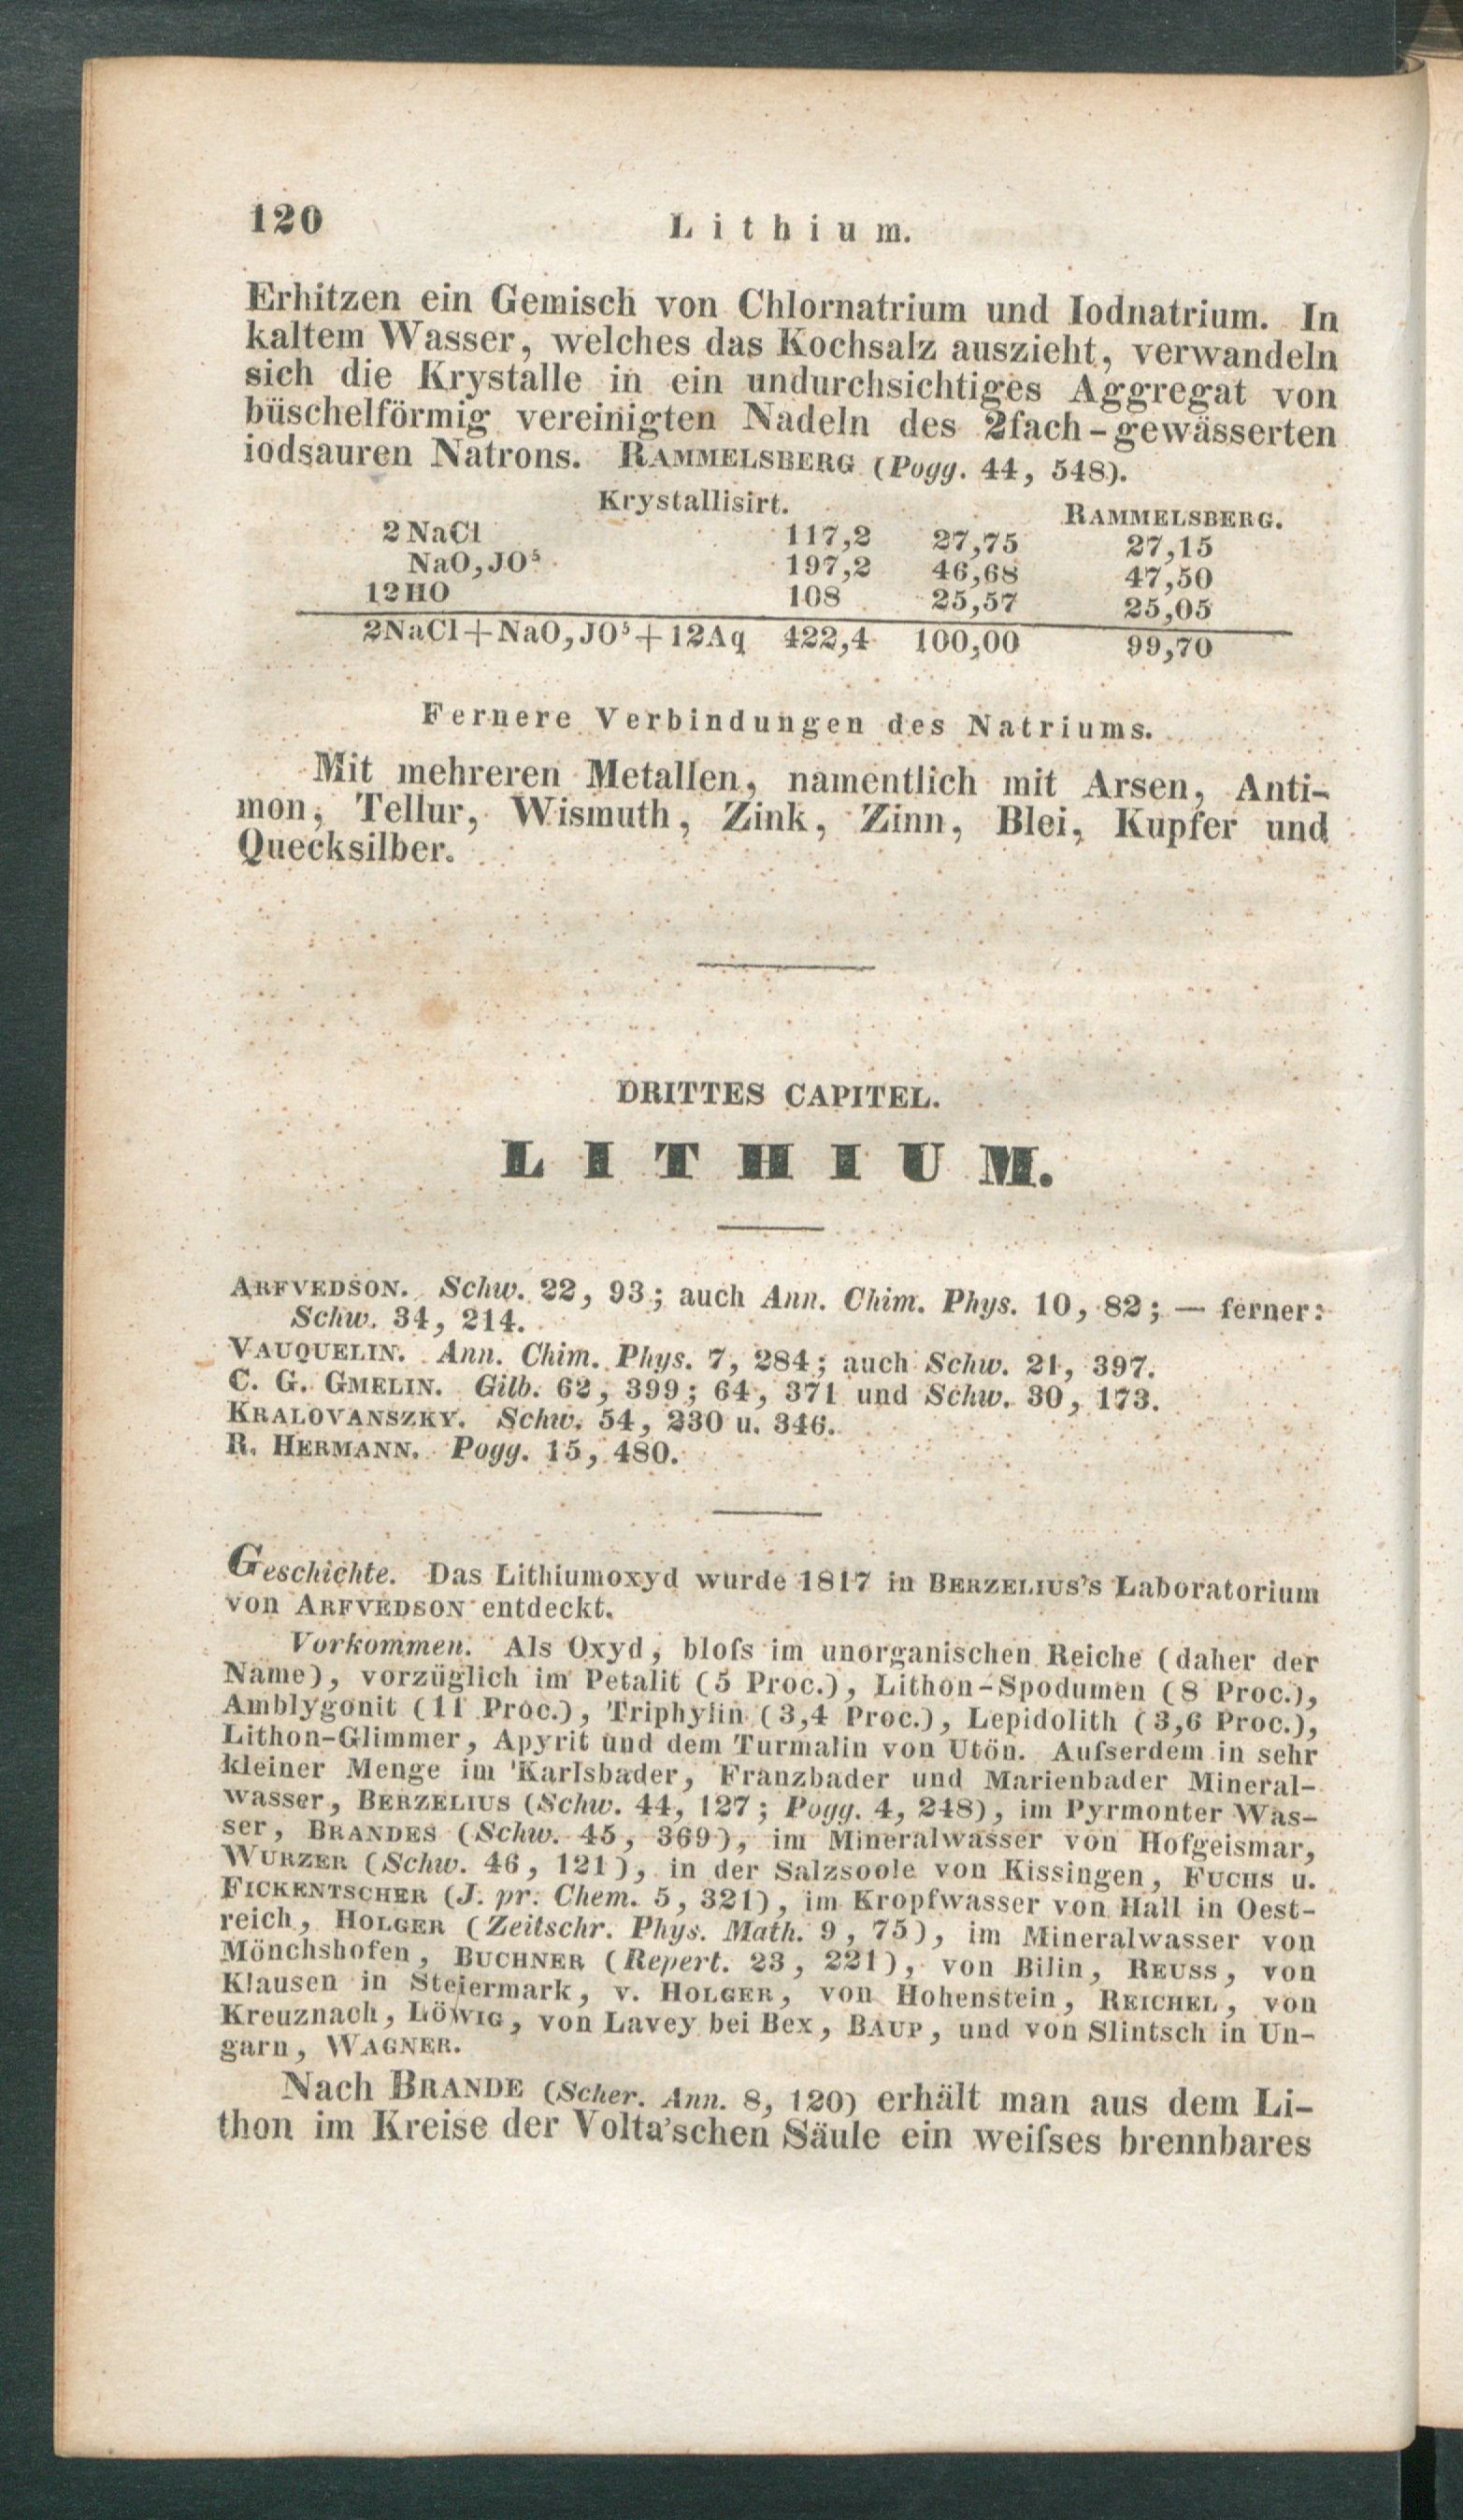 120
Lithium.
Erhitzen ein Gemisch von Chlornatrium und Iodnatrium. In
kaltem Wasser, welches das Kochsalz auszieht, verwandeln
sich die Krystalle in ein undurchsichtiges Aggregat von
büschelförmig vereinigten Nadeln des 2fach-gewässerten
iodsauren Natrons. RAMMELSBERG (Pogg. 44, 548).
Krystallisirt. RAMMELSBERG.
2 NaCl 117,2 27,75 27,15
NaO, JO⁵ 197,2 46,68 47,50
12 HO 108 25,57 25,05
2NaCl+NaO,JO⁵+12Aq 422,4 100,00 99,70
Fernere Verbindungen des Natriums.
Mit mehreren Metallen, namentlich mit Arsen, Anti-
mon, Tellur, Wismuth, Zink, Zinn, Blei, Kupfer und
Quecksilber.
DRITTES CAPITEL.
LITHIUM.
ARFVEDSON. Schw. 22, 93; auch Ann. Chim. Phys. 10, 82; — ferner:
Schw. 34, 214.
VAUQUELIN. Ann. Chim. Phys. 7, 284; auch Schw. 21, 397.
C. G. GMELIN. Gilb. 62, 399; 64, 371 und Schw. 30, 173.
KRALOVANSZKY. Schw. 54, 230 u. 346.
R. HERMANN. Pogg. 15, 480.
Geschichte. Das Lithiumoxyd wurde 1817 in BERZELIUS'S Laboratorium
von ARFVEDSON entdeckt.
Vorkommen. Als Oxyd, bloſs im unorganischen Reiche (daher der
Name), vorzüglich im Petalit (5 Proc.), Lithon-Spodumen (8 Proc.),
Amblygonit (11 Proc.), Triphylin (3,4 Proc.), Lepidolith (3,6 Proc.),
Lithon-Glimmer, Apyrit und dem Turmalin von Utön. Auſserdem in sehr
kleiner Menge im Karlsbader, Franzbader und Marienbader Mineral-
wasser, BERZELIUS (Schw. 44, 127; Pogg. 4, 248), im Pyrmonter Was-
ser, BRANDES (Schw. 45, 369), im Mineralwasser von Hofgeismar,
WURZER (Schw. 46, 121), in der Salzsoole von Kissingen, FUCHS u.
FICKENTSCHER (J. pr. Chem. 5, 321), im Kropfwasser von Hall in Oest-
reich, HOLGER (Zeitschr. Phys. Math. 9, 75), im Mineralwasser von
Mönchshofen, BUCHNER (Repert. 23, 221), von Bilin, REUSS, von
Klausen in Steiermark, v. HOLGER, von Hohenstein, REICHEL, von
Kreuznach, LÖWIG, von Lavey bei Bex, BAUP, und von Slintsch in Un-
garn, WAGNER.
Nach BRANDE (Scher. Ann. 8, 120) erhält man aus dem Li-
thon im Kreise der Volta'schen Säule ein weiſses brennbares